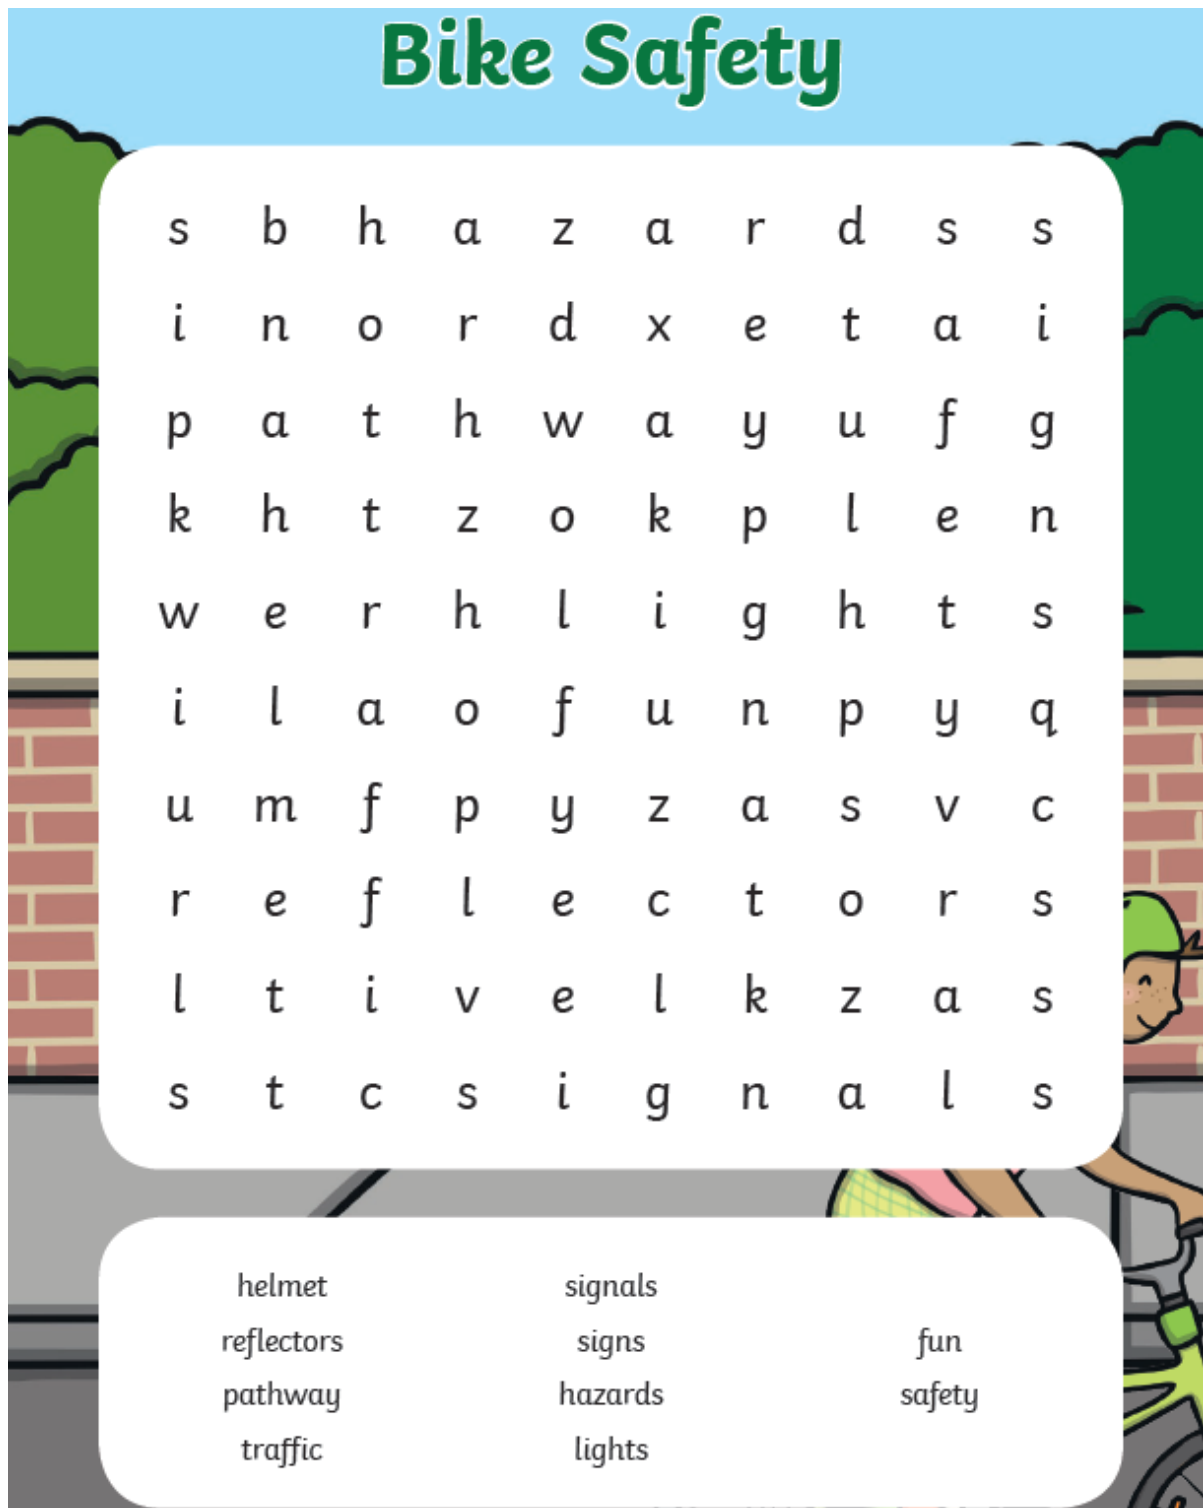 Bike Safety
s b h a z a r d s s
i n o r d x e t a i
p a t h w a y u f g
k h t z o k p l e n
w e r h l i g h t s
i l a o f u n p y q
u m f p y z a s v c
r e f l e c t o r s
l t i v e l k z a s
s t c s i g n a l s
helmet signals
reflectors signs fun
pathway hazards safety
traffic lights